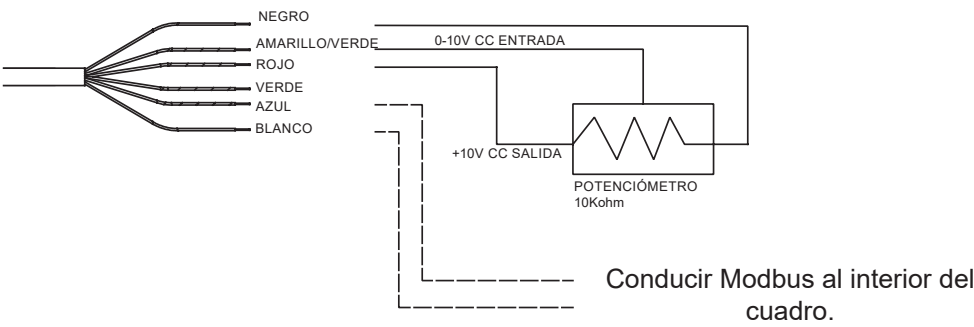 NEGRO
AMARILLO/VERDE
0-10V CC ENTRADA
ROJO
VERDE
AZUL
BLANCO
+10V CC SALIDA
POTENCIÓMETRO
10Kohm
Conducir Modbus al interior del
cuadro.